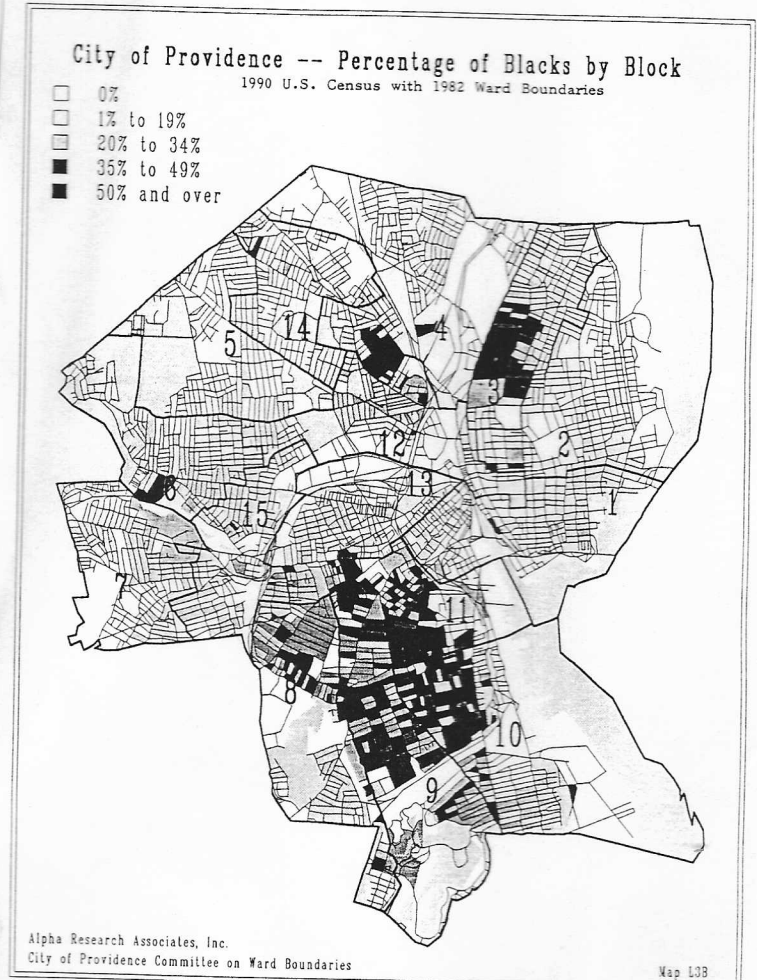 City of Providence -- Percentage of Blacks by Block
1990 U.S. Census with 1982 Ward Boundaries
0%
1% to 19%
20% to 34%
35% to 49%
50% and over
14
4
5
3
12
2
6
13
1
15
7
11
8
10
9
Alpha Research Associates, Inc.
City of Providence Committee on Ward Boundaries
Map L3B